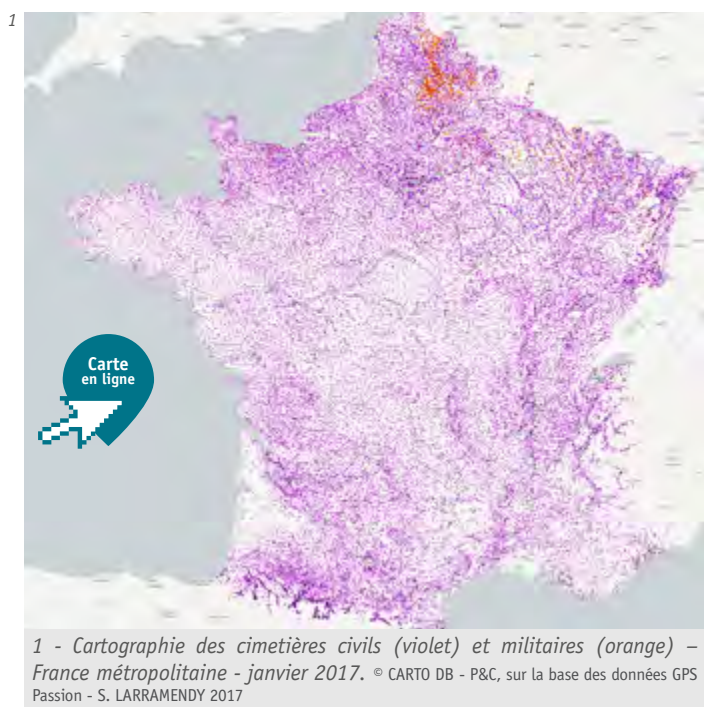 1
Carte
en ligne
1 - Cartographie des cimetières civils (violet) et militaires (orange) –
France métropolitaine - janvier 2017. © CARTO DB - P&C, sur la base des données GPS
Passion - S. LARRAMENDY 2017